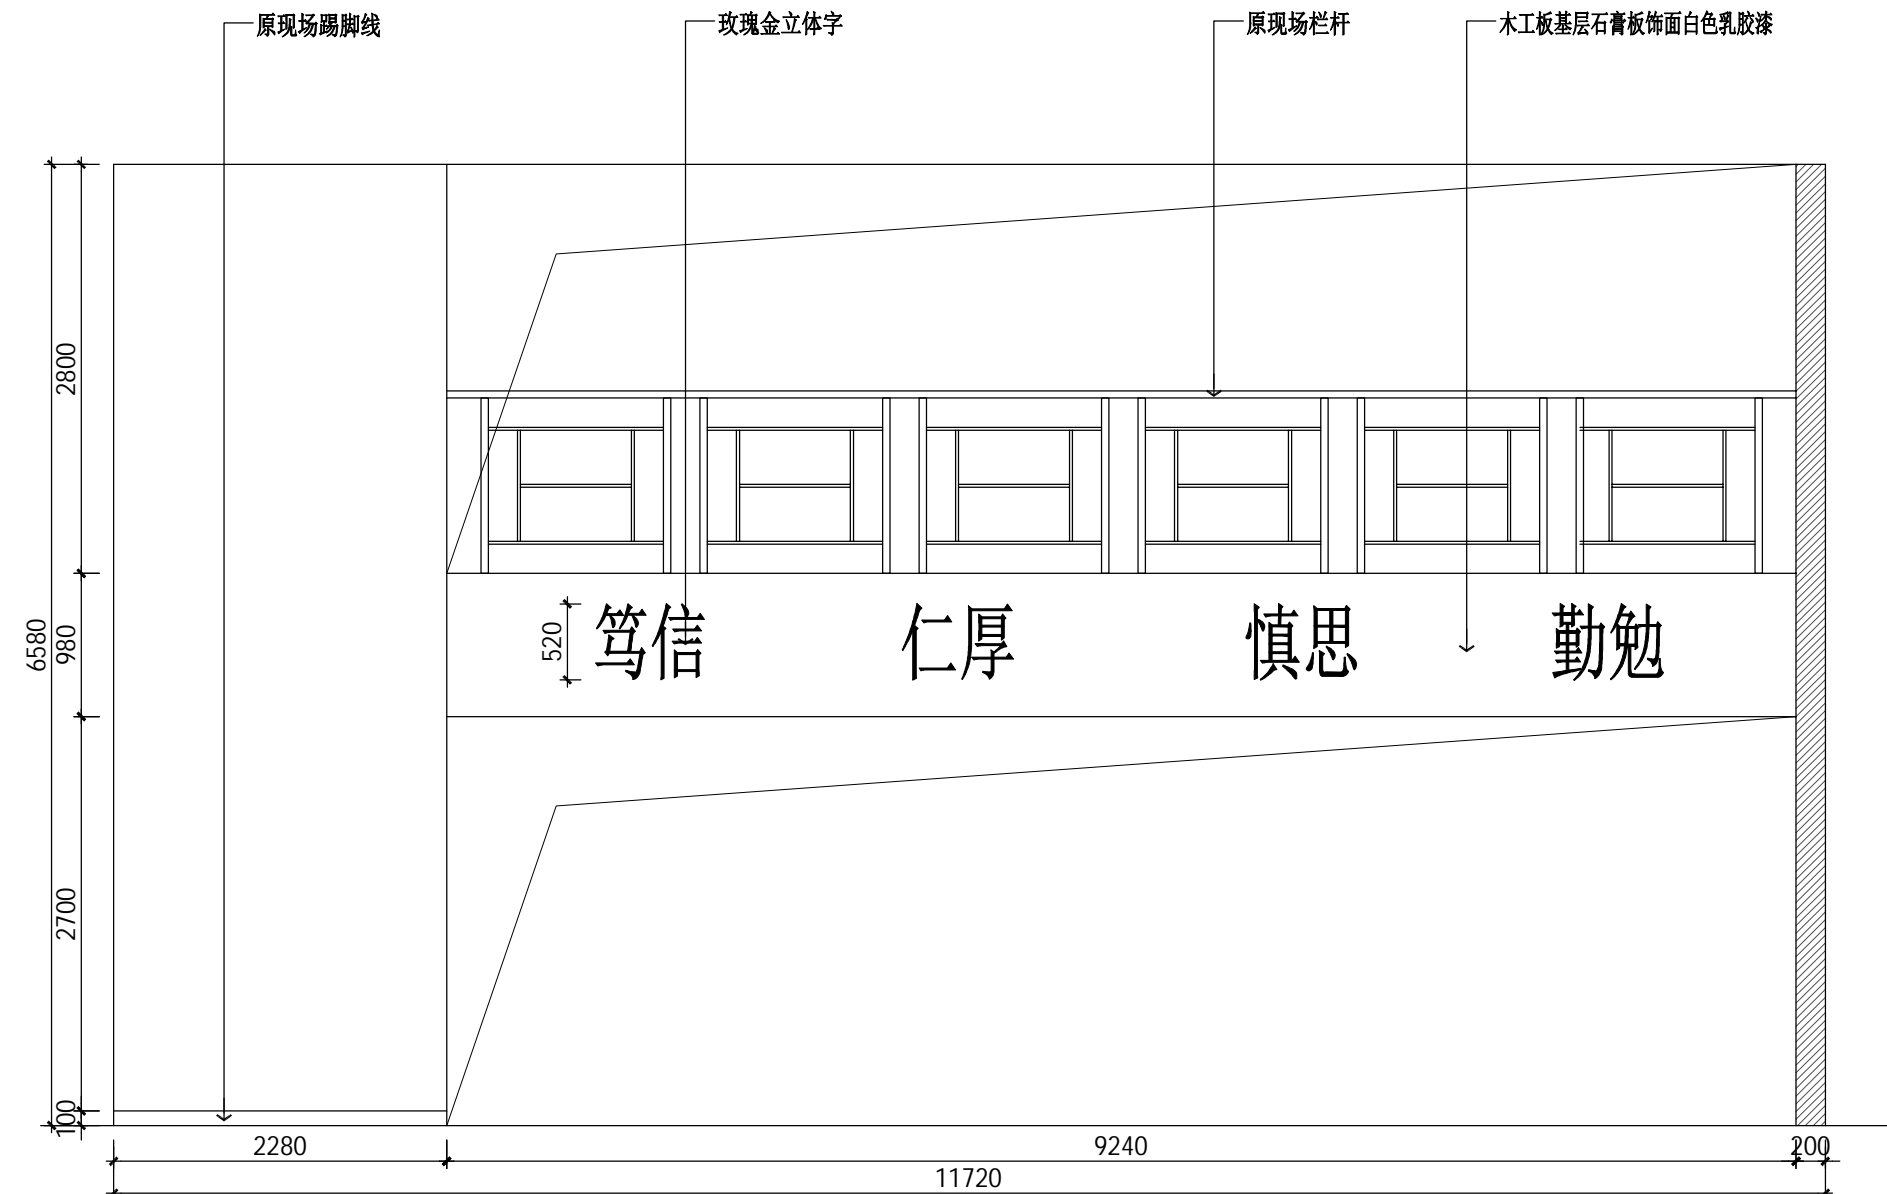 原现场踢脚线
玫瑰金立体字
原现场栏杆
木工板基层石膏板饰面白色乳胶漆
2800
6580
980
520
笃信
仁厚
慎思
勤勉
2700
100
2280
9240
200
11720